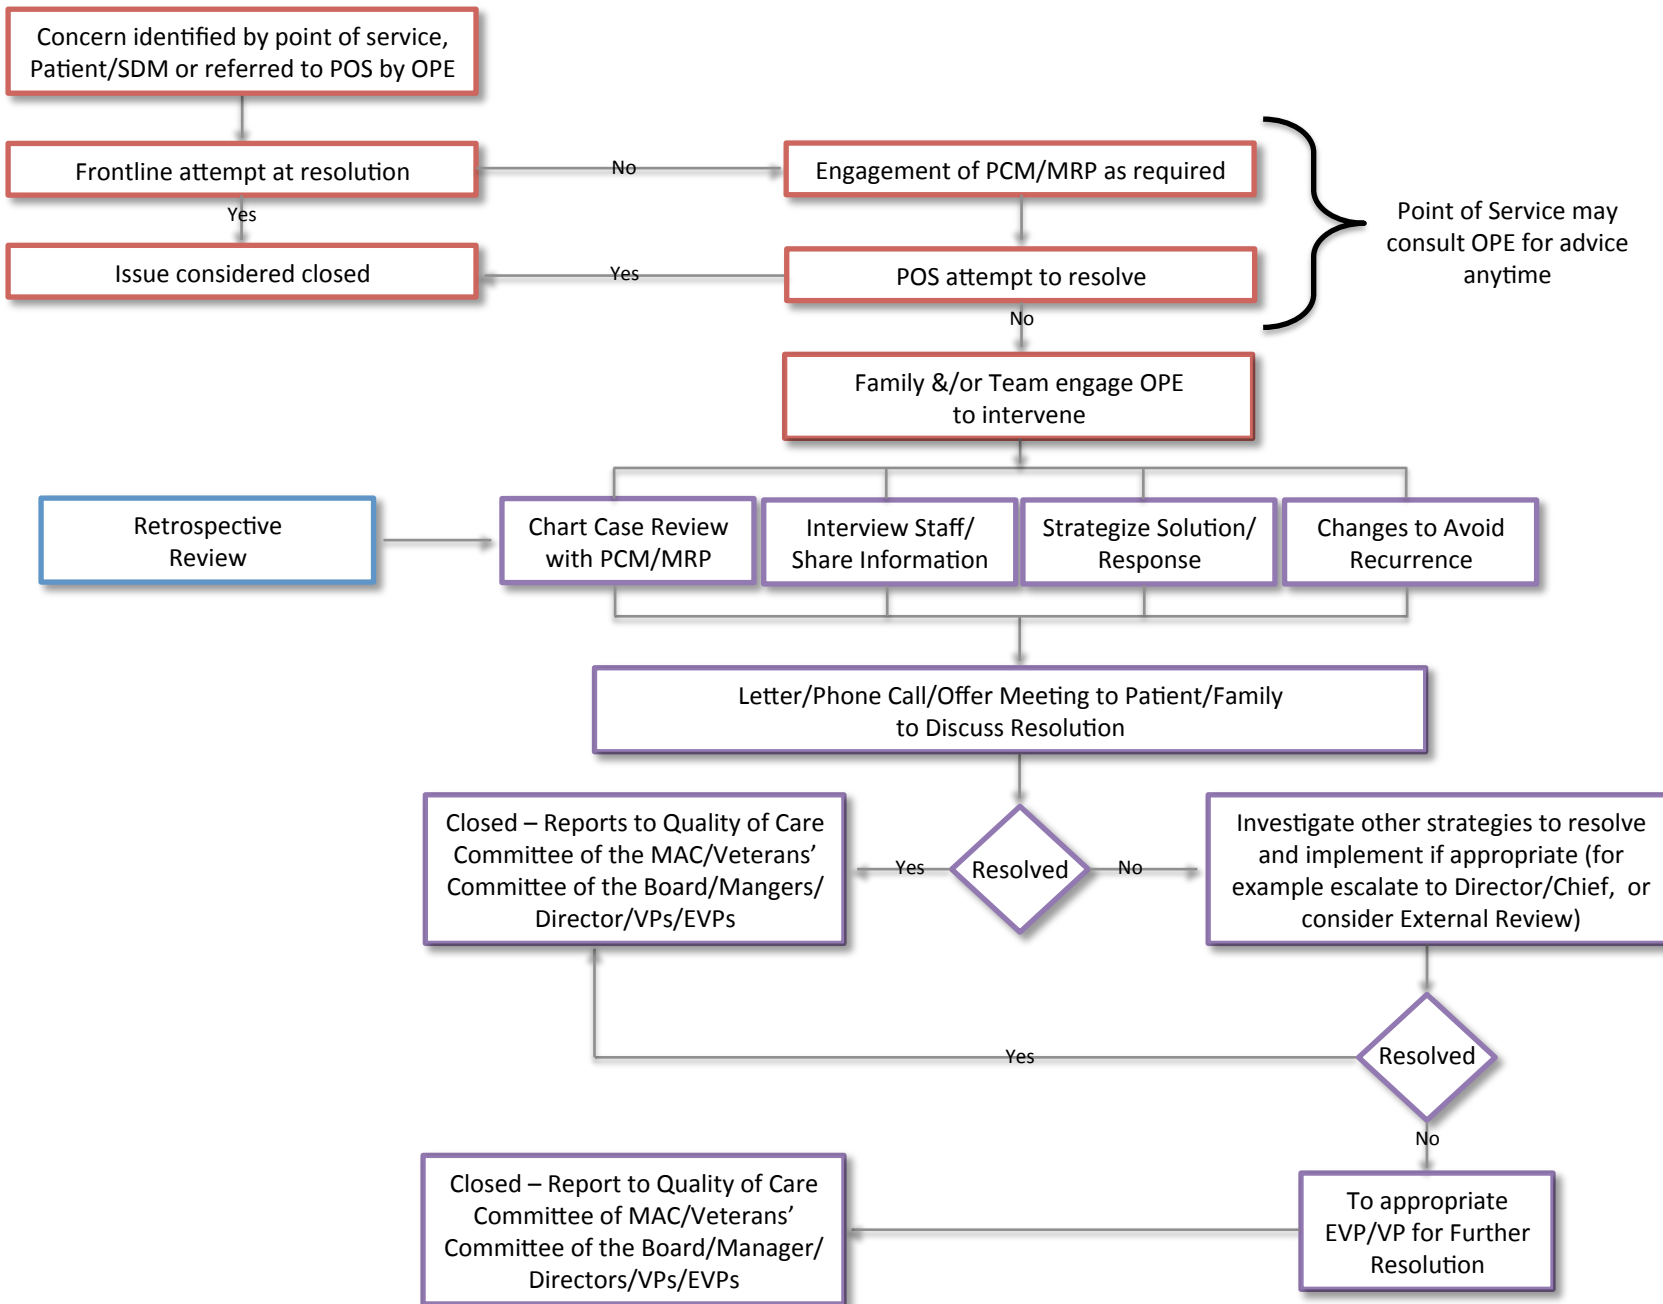 Concern identified by point of service,
Patient/SDM or referred to POS by OPE
Frontline attempt at resolution
No
Engagement of PCM/MRP as required
Yes
Issue considered closed
Yes
POS attempt to resolve
Point of Service may
consult OPE for advice
anytime
No
Family &/or Team engage OPE
to intervene
Retrospective
Review
Chart Case Review
with PCM/MRP
Interview Staff/
Share Information
Strategize Solution/
Response
Changes to Avoid
Recurrence
Letter/Phone Call/Offer Meeting to Patient/Family
to Discuss Resolution
Closed – Reports to Quality of Care
Committee of the MAC/Veterans’
Committee of the Board/Mangers/
Director/VPs/EVPs
Yes
Resolved
No
Investigate other strategies to resolve
and implement if appropriate (for
example escalate to Director/Chief, or
consider External Review)
Yes
Resolved
No
Closed – Report to Quality of Care
Committee of MAC/Veterans’
Committee of the Board/Manager/
Directors/VPs/EVPs
To appropriate
EVP/VP for Further
Resolution